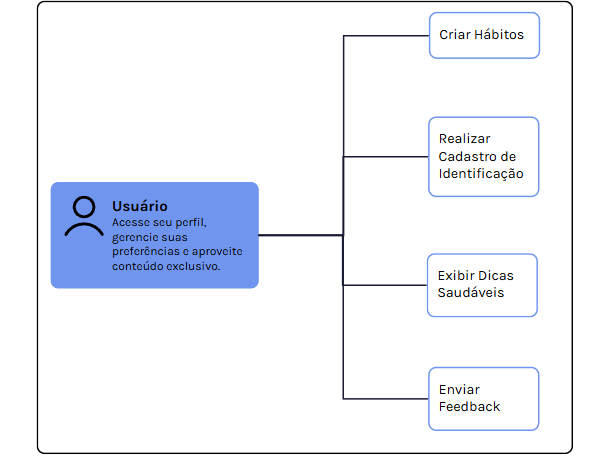 Criar Hábitos
Realizar
Cadastro de
Identificação
Usuário
Acesse seu perfil,
gerencie suas
preferências e aproveite
conteúdo exclusivo.
Exibir Dicas
Saudáveis
Enviar
Feedback